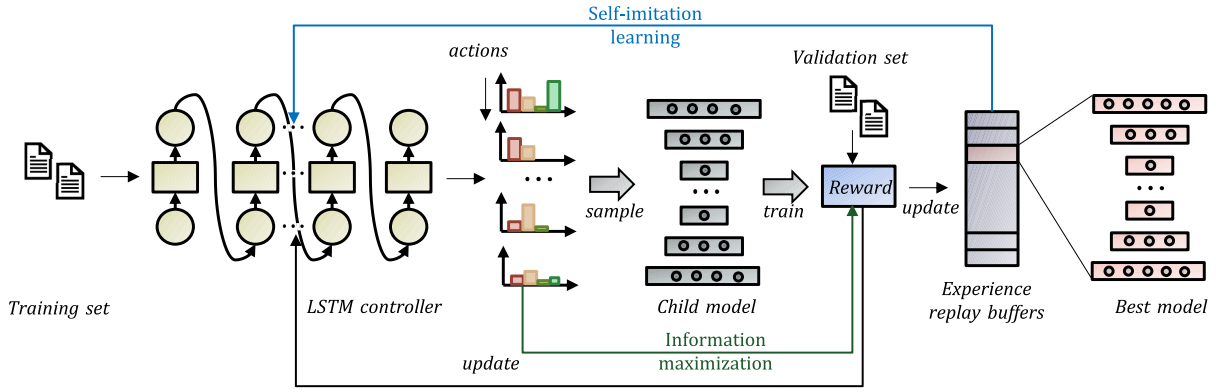 Self-imitation
learning
actions
Validation set
Reward
sample
train
update
Training set
LSTM controller
Child model
Experience
replay buffers
Best model
Information
maximization
update